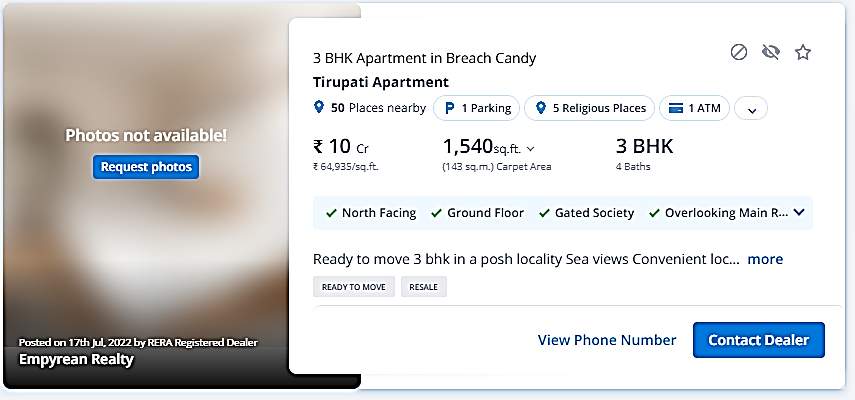 Photos not available!
Request photos
Posted on 17th Jul, 2022 by RERA Registered Dealer
Empyrean Realty
3 BHK Apartment in Breach Candy
Tirupati Apartment
50 Places nearby
1 Parking
5 Religious Places
1 ATM
₹ 10 Cr
₹ 64,935/sq.ft.
1,540sq.ft.
(143 sq.m.) Carpet Area
3 BHK
4 Baths
North Facing
Ground Floor
Gated Society
Overlooking Main R...
Ready to move 3 bhk in a posh locality Sea views Convenient loc... more
READY TO MOVE
RESALE
View Phone Number
Contact Dealer